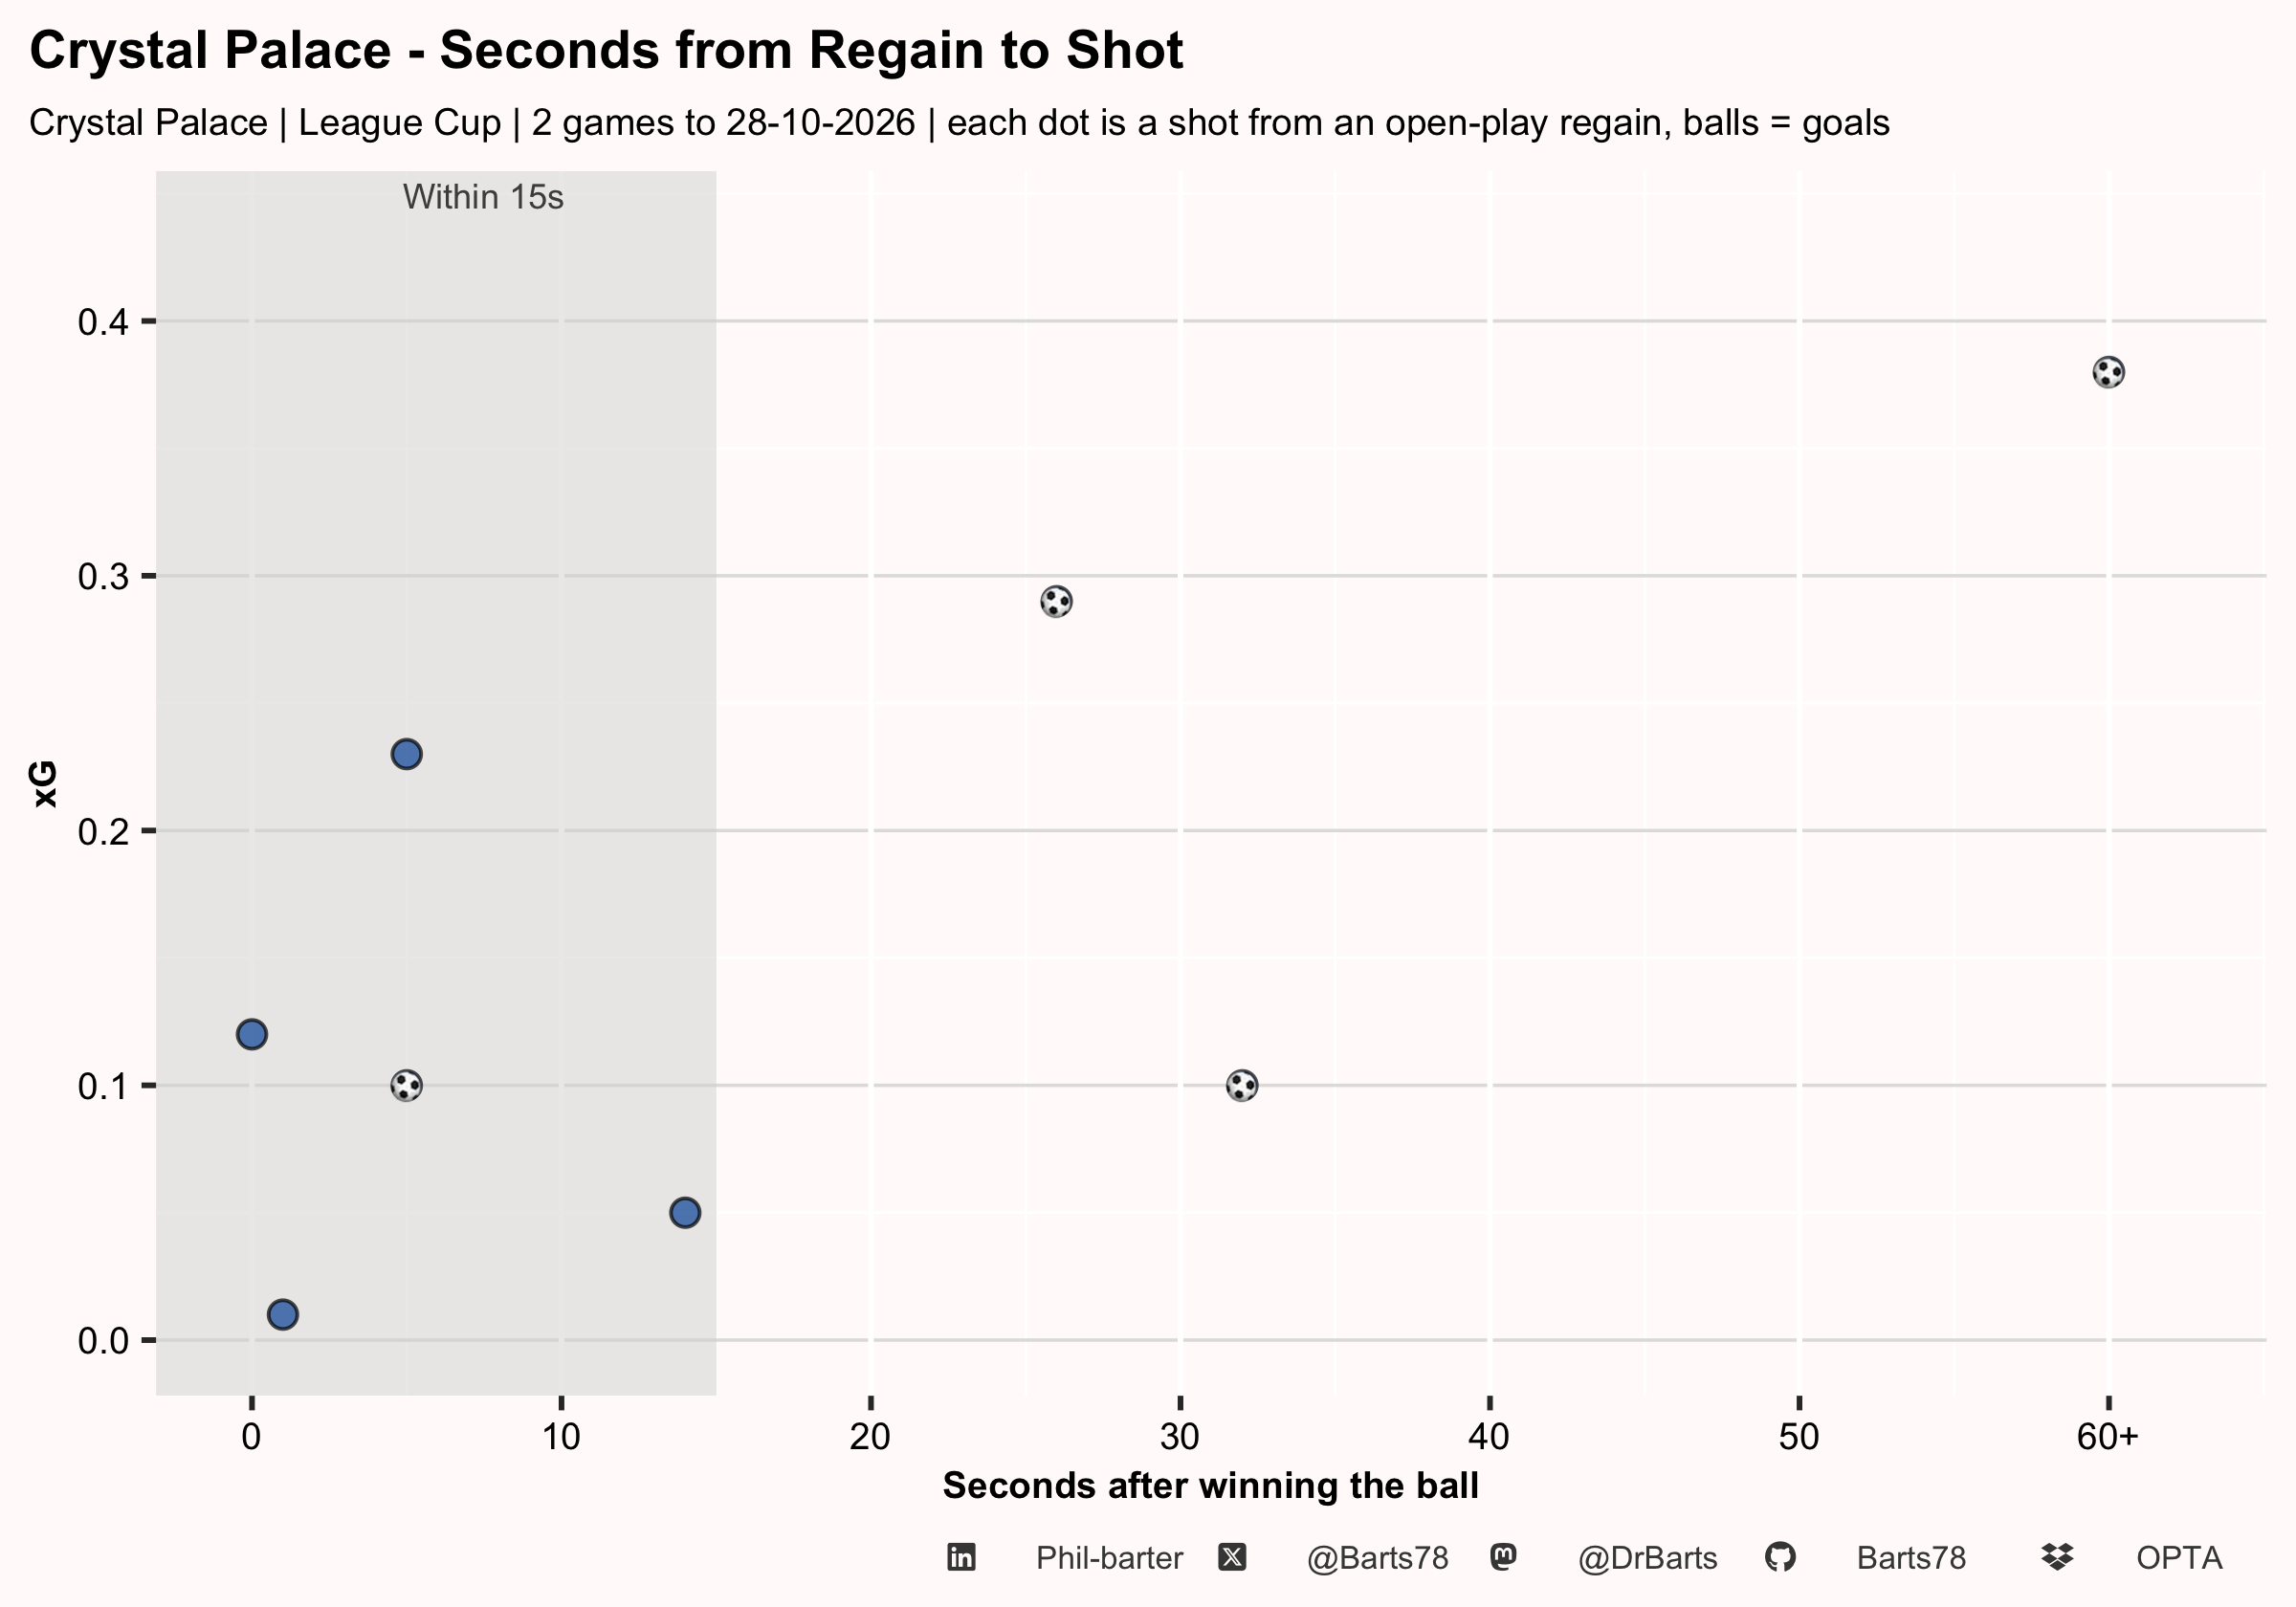 Crystal Palace - Seconds from Regain to Shot
Crystal Palace | League Cup | 2 games to 28-10-2026 | each dot is a shot from an open-play regain, balls = goals
Within 15s
0.4
0.3
0.2
0.1
0.0
xG
0 10 20 30 40 50 60+
Seconds after winning the ball
Phil-barter @Barts78 @DrBarts Barts78 OPTA